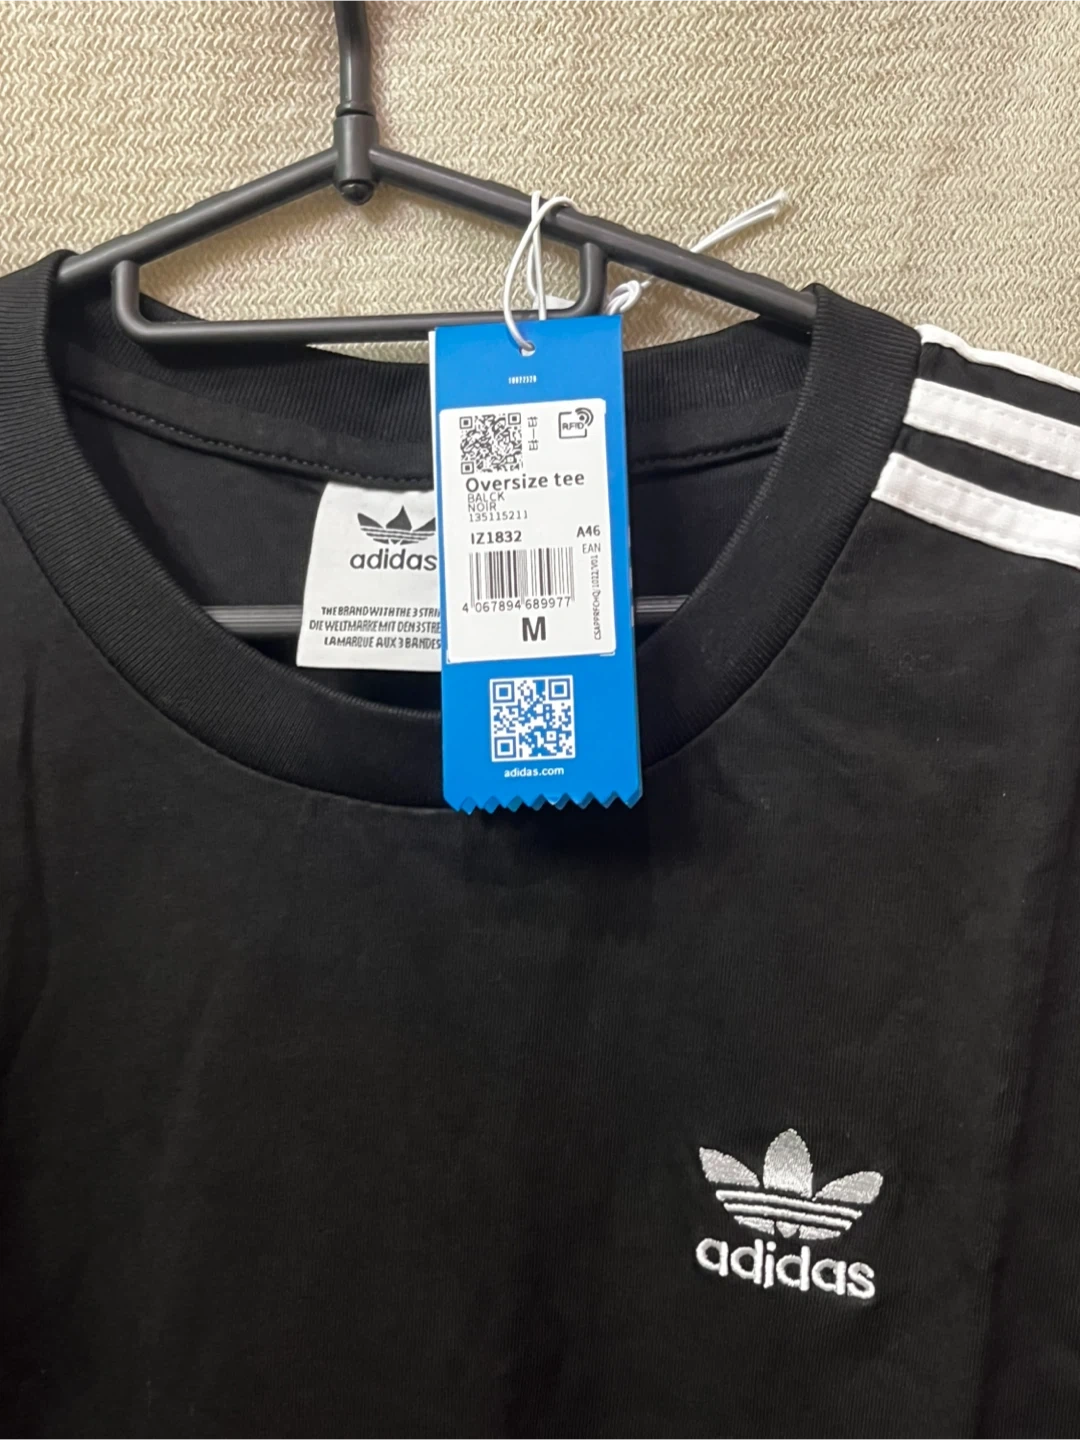 RFID
Oversize tee
BALCK
NOIR
135115211
IZ1832
A46
EAN
4 067894 689977
M
adidas.com
adidas
THE BRAND WITH THE 3 STRI
DIE WELTMARKE MIT DEN 3 STRE
LA MARQUE AUX 3 BANDES
adidas